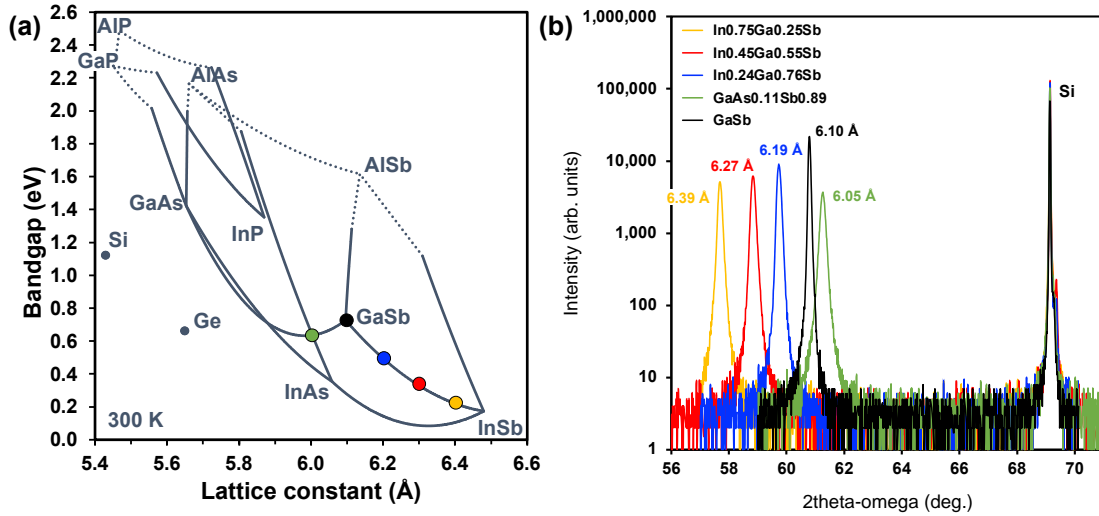 (a)
2.6
2.4
2.2
2.0
1.8
1.6
1.4
1.2
1.0
0.8
0.6
0.4
0.2
0.0
Bandgap (eV)
AlP
GaP
AlAs
AlSb
GaAs
InP
Si
Ge
GaSb
InAs
InSb
300 K
5.4 5.6 5.8 6.0 6.2 6.4 6.6
Lattice constant (Å)
(b)
1,000,000
100,000
10,000
1,000
100
10
1
Intensity (arb. units)
In0.75Ga0.25Sb
In0.45Ga0.55Sb
In0.24Ga0.76Sb
GaAs0.11Sb0.89
GaSb
Si
6.10 Å
6.19 Å
6.27 Å
6.39 Å
6.05 Å
56 58 60 62 64 66 68 70
2theta-omega (deg.)